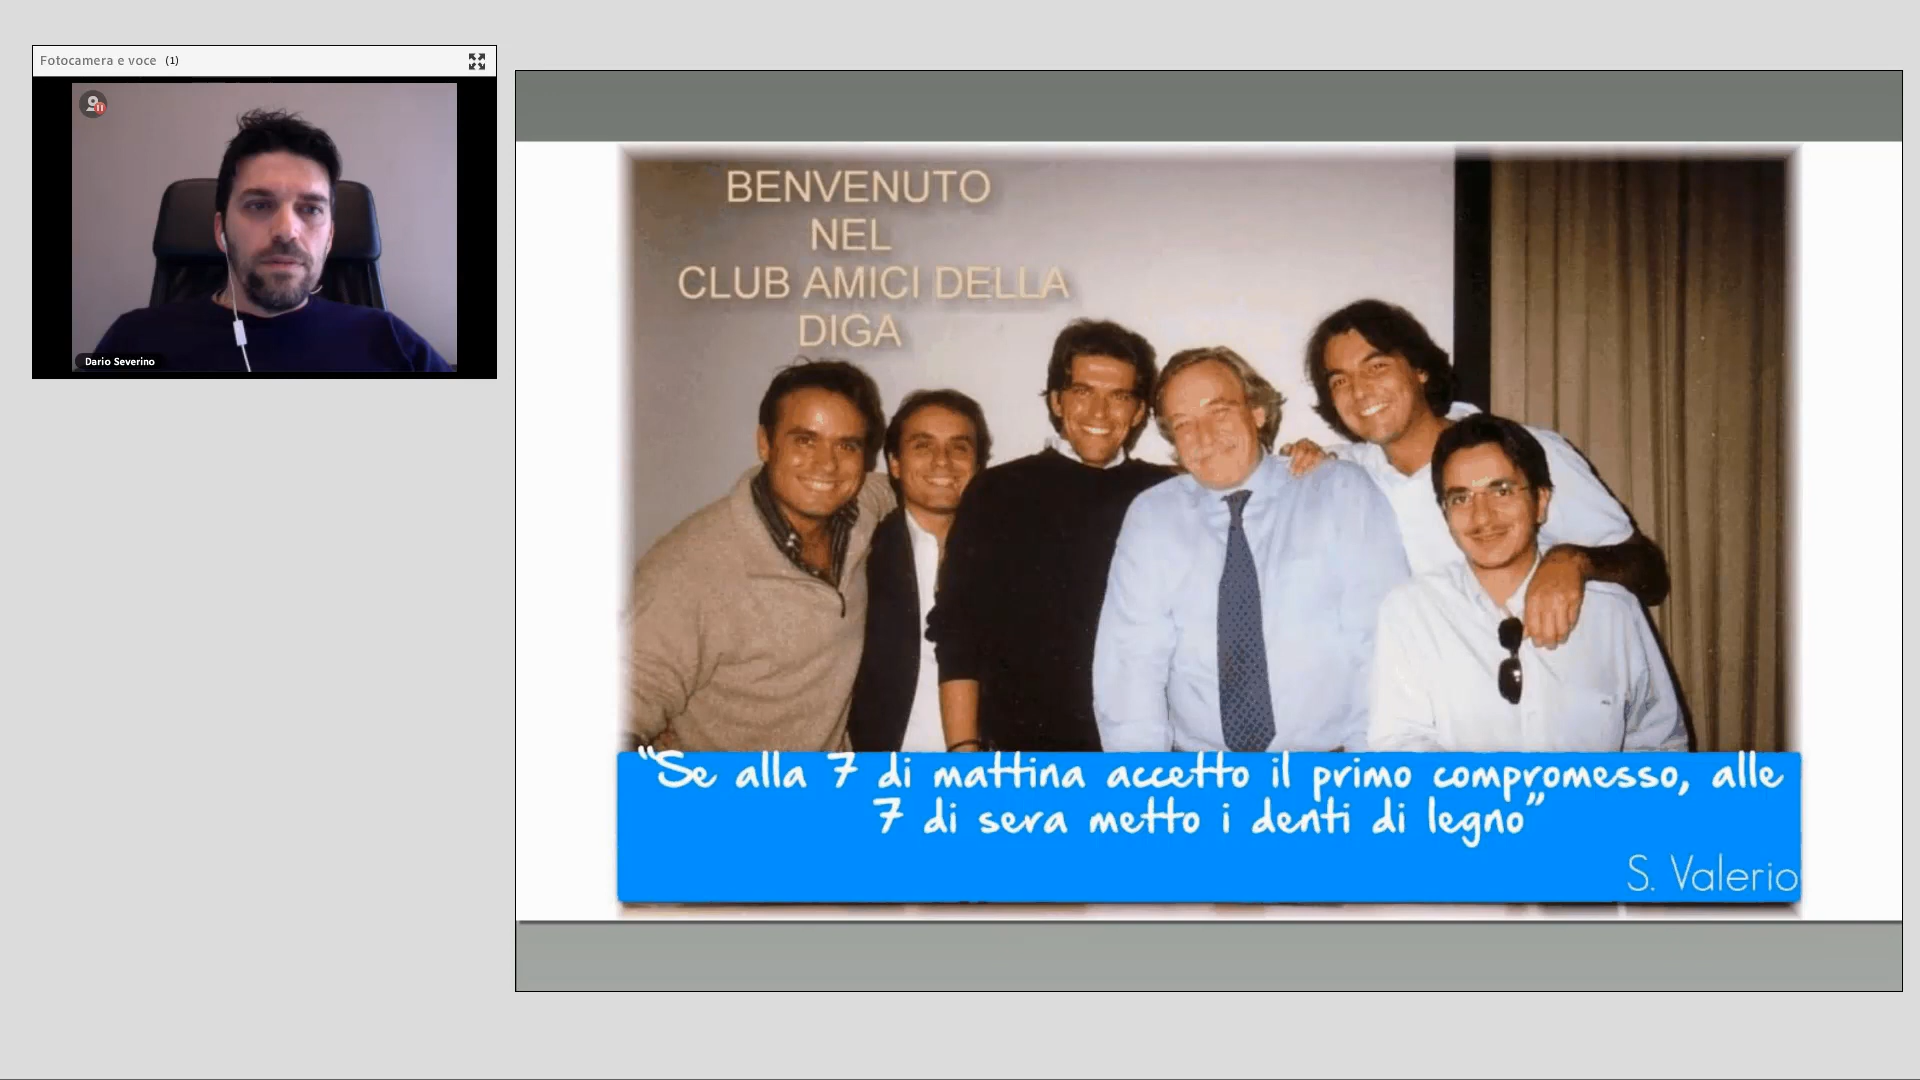 Fotocamera e voce (1)
Dario Severino
BENVENUTO
NEL
CLUB AMICI DELLA
DIGA
“Se alla 7 di mattina accetto il primo compromesso, alle
7 di sera metto i denti di legno”
S. Valerio